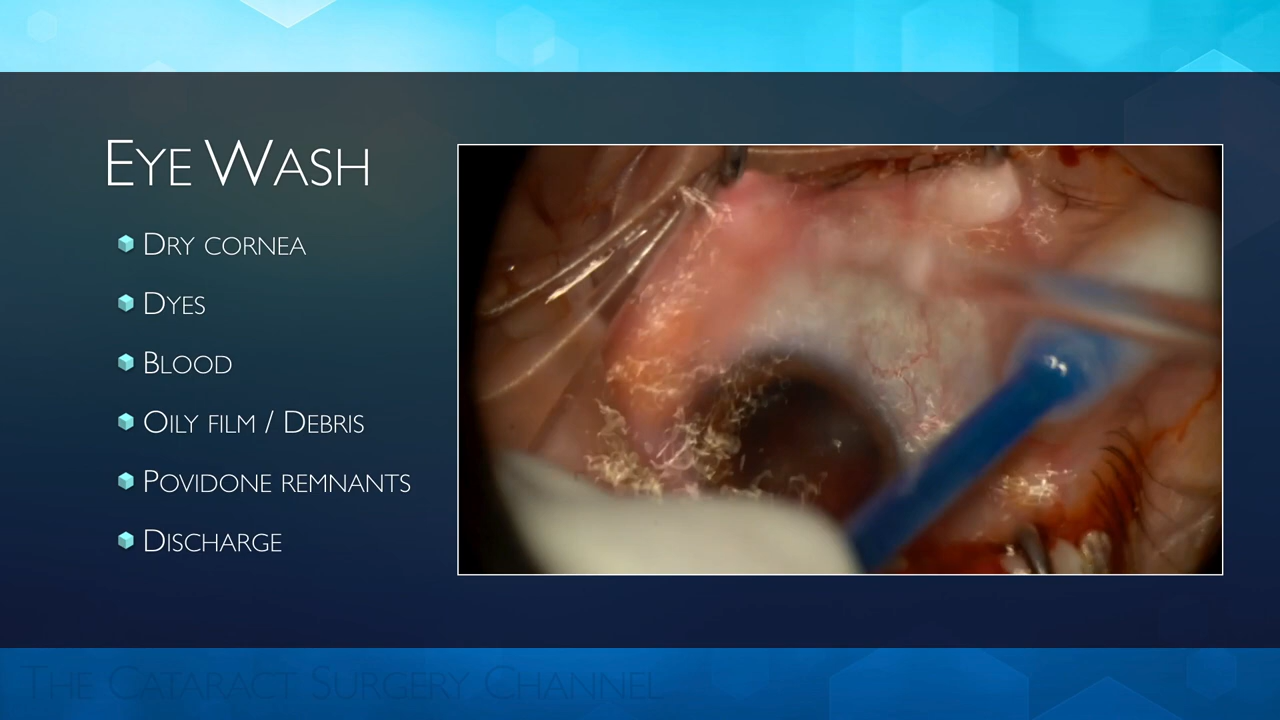 Eye Wash
Dry cornea
Dyes
Blood
Oily film / Debris
Povidone remnants
Discharge
The Cataract Surgery Channel